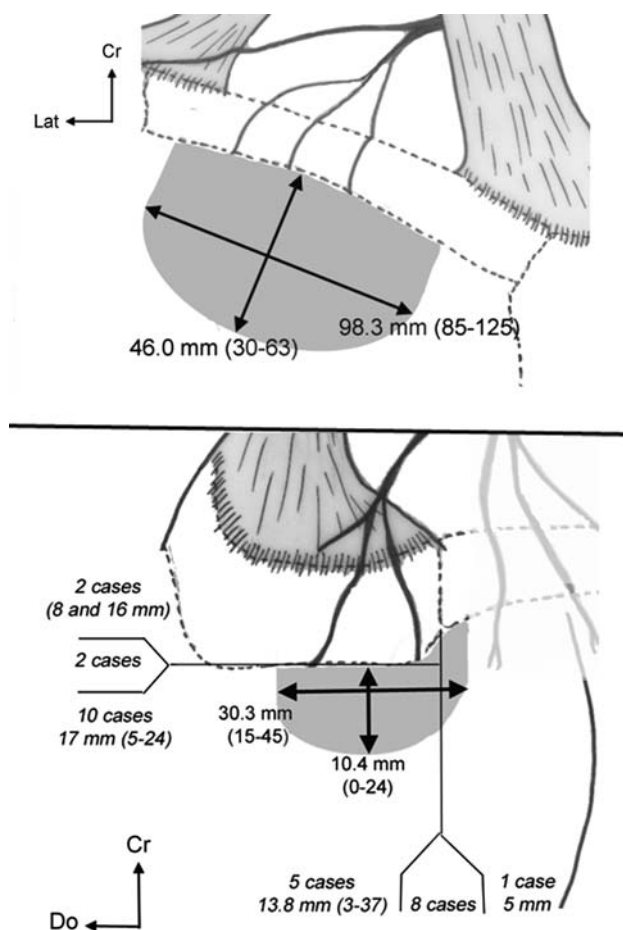 Cr
Lat
98.3 mm (85-125)
46.0 mm (30-63)
2 cases
(8 and 16 mm)
2 cases
10 cases
17 mm (5-24)
30.3 mm
(15-45)
10.4 mm
(0-24)
Cr
Do
5 cases
13.8 mm (3-37)
8 cases
1 case
5 mm